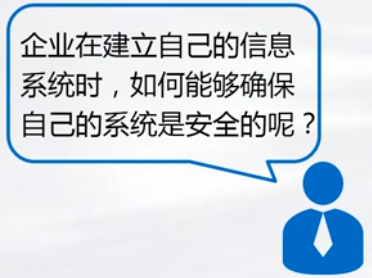 企业在建立自己的信息
系统时，如何能够确保
自己的系统是安全的呢？